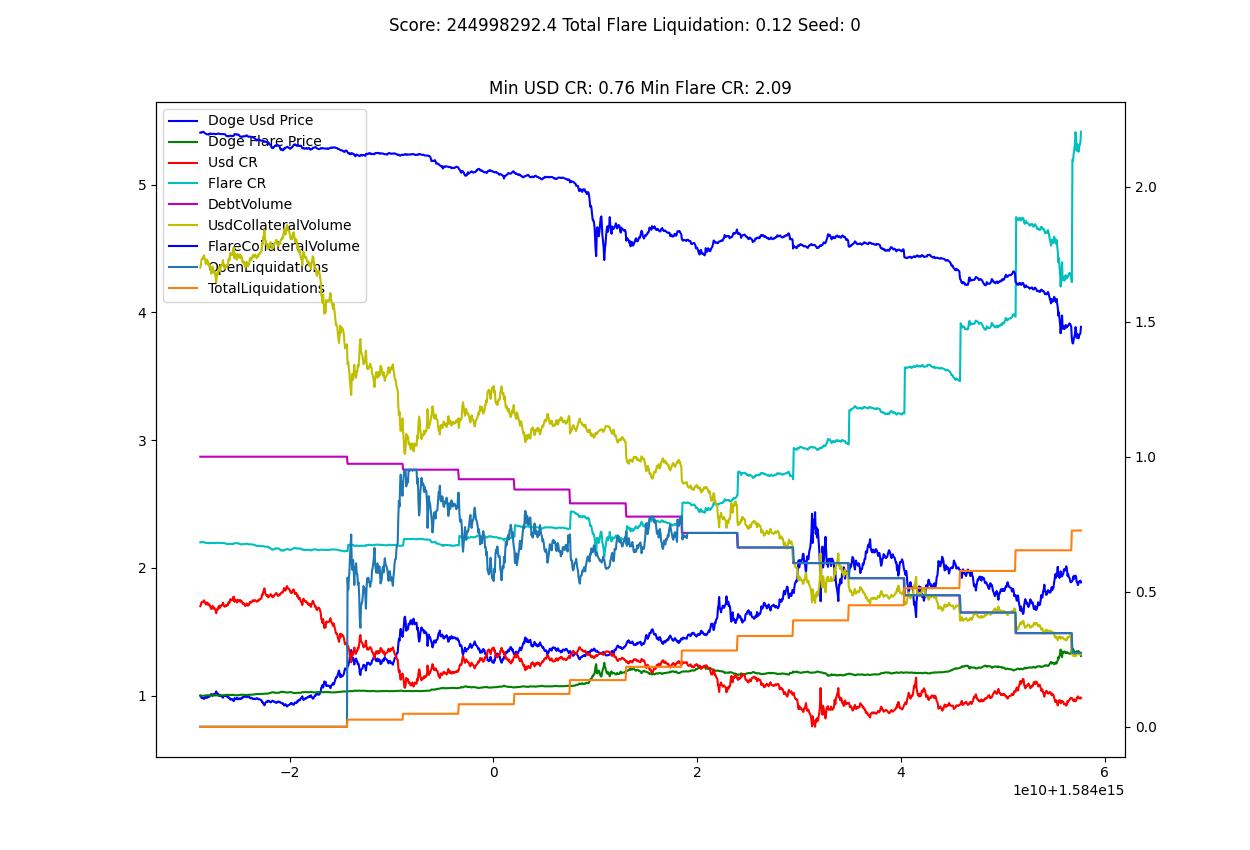 Score: 244998292.4 Total Flare Liquidation: 0.12 Seed: 0
Min USD CR: 0.76 Min Flare CR: 2.09
Doge Usd Price
Doge Flare Price
Usd CR
Flare CR
DebtVolume
UsdCollateralVolume
FlareCollateralVolume
OpenLiquidations
TotalLiquidations
5
4
3
2
1
2.0
1.5
1.0
0.5
0.0
−2 0 2 4 6
1e10+1.584e15